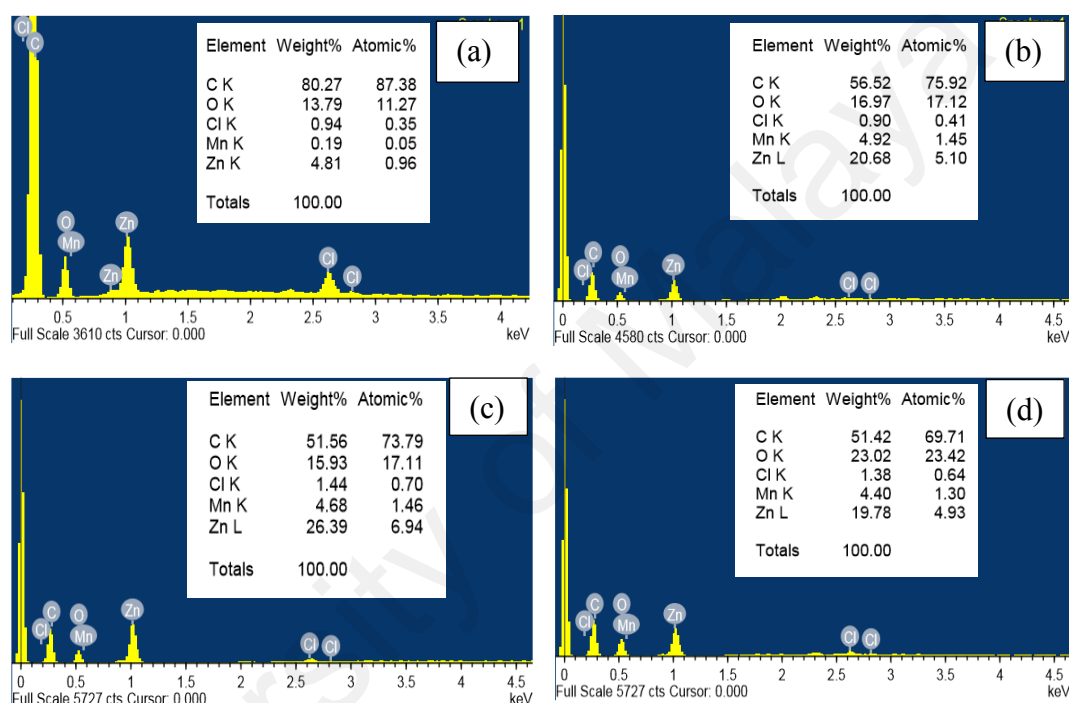 Spectrum 1
(a)
Element Weight% Atomic%
C K 80.27 87.38
O K 13.79 11.27
Cl K 0.94 0.35
Mn K 0.19 0.05
Zn K 4.81 0.96
Totals 100.00
Cl C O Mn Zn Zn Cl Cl
0.5 1 1.5 2 2.5 3 3.5 4
Full Scale 3610 cts Cursor: 0.000 keV
(b)
Element Weight% Atomic%
C K 56.52 75.92
O K 16.97 17.12
Cl K 0.90 0.41
Mn K 4.92 1.45
Zn L 20.68 5.10
Totals 100.00
Cl C O Mn Zn Cl Cl
0 0.5 1 1.5 2 2.5 3 3.5 4 4.5
Full Scale 4580 cts Cursor: 0.000 keV
(c)
Element Weight% Atomic%
C K 51.56 73.79
O K 15.93 17.11
Cl K 1.44 0.70
Mn K 4.68 1.46
Zn L 26.39 6.94
Totals 100.00
Cl C O Mn Zn Cl Cl
0 0.5 1 1.5 2 2.5 3 3.5 4 4.5
Full Scale 5727 cts Cursor: 0.000 keV
(d)
Element Weight% Atomic%
C K 51.42 69.71
O K 23.02 23.42
Cl K 1.38 0.64
Mn K 4.40 1.30
Zn L 19.78 4.93
Totals 100.00
Cl C O Mn Zn Cl Cl
0 0.5 1 1.5 2 2.5 3 3.5 4 4.5
Full Scale 5727 cts Cursor: 0.000 keV
of Malaya